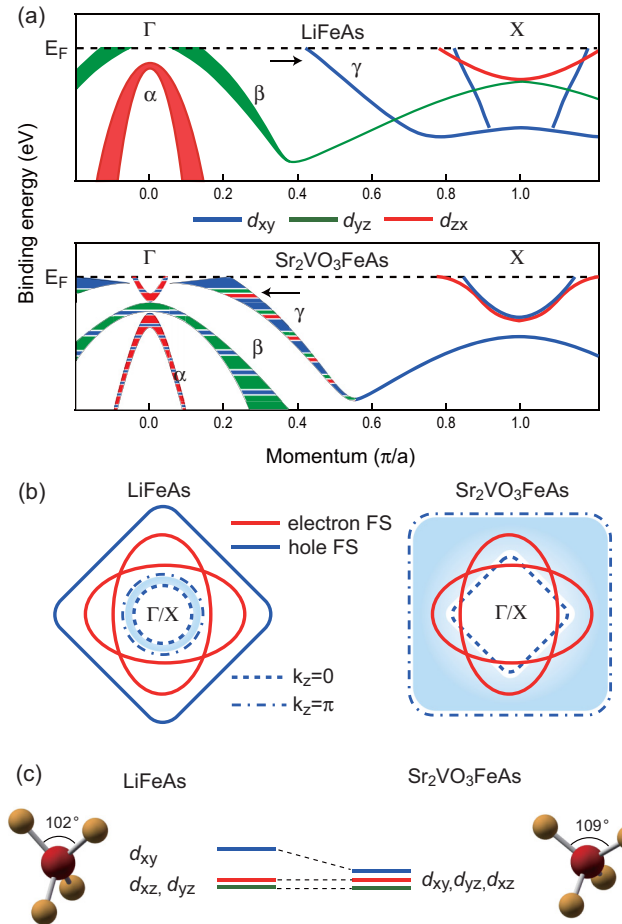 (a)
Γ LiFeAs X
E_F
α β γ
0.0 0.2 0.4 0.6 0.8 1.0
d_xy d_yz d_zx
Binding energy (eV)
Γ Sr₂VO₃FeAs X
E_F
α β γ
0.0 0.2 0.4 0.6 0.8 1.0
Momentum (π/a)
(b)
LiFeAs Sr₂VO₃FeAs
electron FS
hole FS
Γ/X Γ/X
k_z=0
k_z=π
(c)
LiFeAs Sr₂VO₃FeAs
102° 109°
d_xy
d_xz, d_yz d_xy,d_yz,d_xz